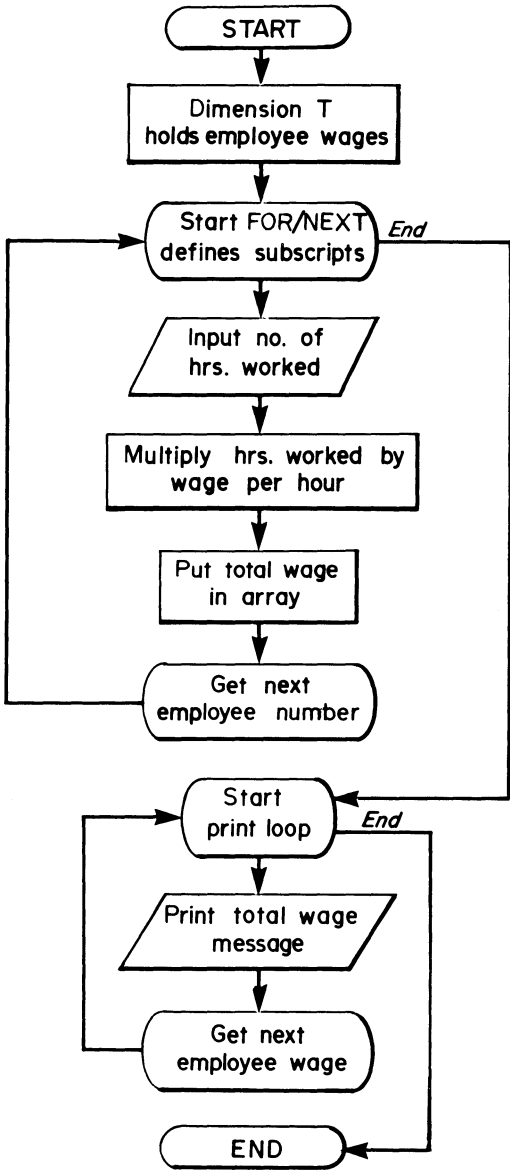 START
Dimension T
holds employee wages
Start FOR/NEXT
defines subscripts
End
Input no. of
hrs. worked
Multiply hrs. worked by
wage per hour
Put total wage
in array
Get next
employee number
Start
print loop
End
Print total wage
message
Get next
employee wage
END